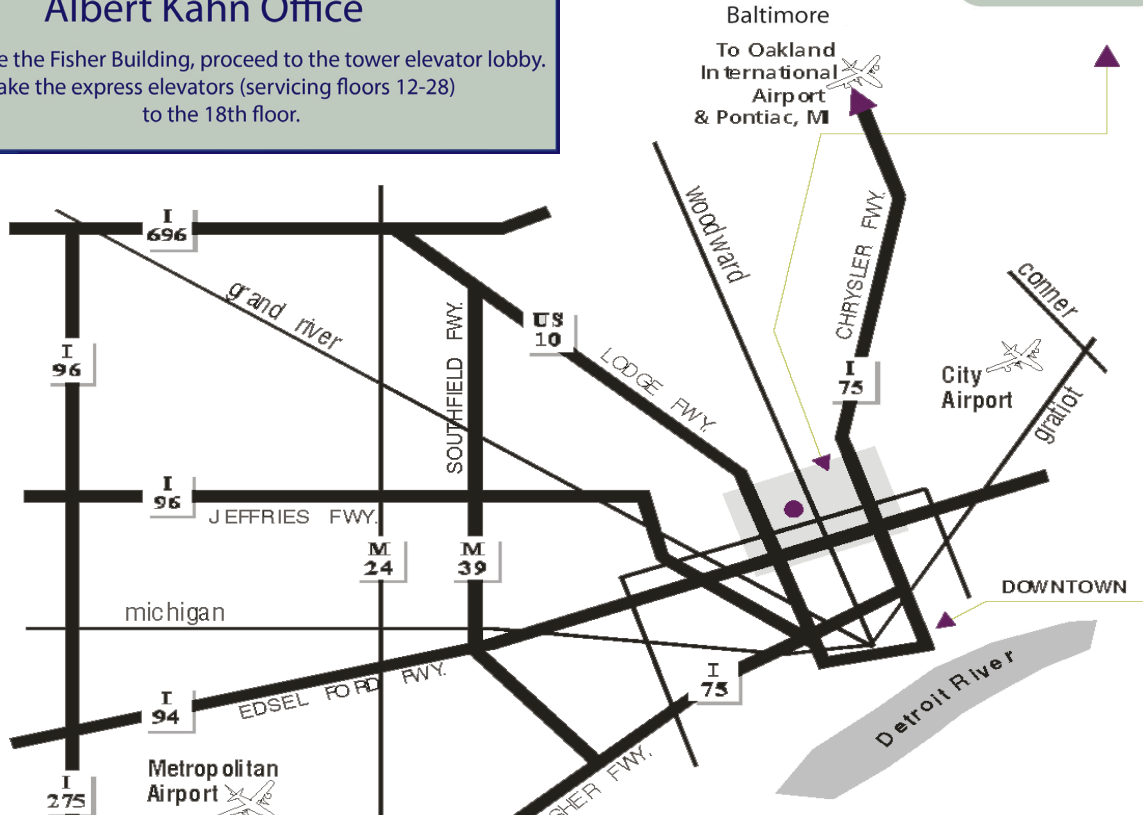 Albert Kahn Office
the Fisher Building, proceed to the tower elevator lobby.
the express elevators (servicing floors 12-28)
to the 18th floor.
Baltimore
To Oakland
International
Airport
& Pontiac, MI
woodward
CHRYSLER FWY.
I
696
grand river
I
96
SOUTHFIELD FWY.
US
10
LODGE FWY.
I
75
conner
City
Airport
gratiot
I
96
JEFFRIES FWY.
M
24
M
39
michigan
DOWNTOWN
I
94
EDSEL FORD FWY.
I
75
Detroit River
Metropolitan
Airport
I
275
FWY.